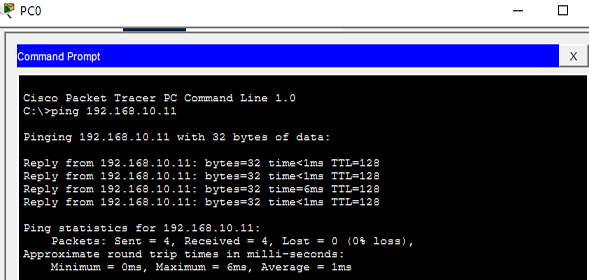 PC0
Command Prompt
X
Cisco Packet Tracer PC Command Line 1.0
C:\>ping 192.168.10.11
Pinging 192.168.10.11 with 32 bytes of data:
Reply from 192.168.10.11: bytes=32 time<1ms TTL=128
Reply from 192.168.10.11: bytes=32 time<1ms TTL=128
Reply from 192.168.10.11: bytes=32 time=6ms TTL=128
Reply from 192.168.10.11: bytes=32 time<1ms TTL=128
Ping statistics for 192.168.10.11:
Packets: Sent = 4, Received = 4, Lost = 0 (0% loss),
Approximate round trip times in milli-seconds:
Minimum = 0ms, Maximum = 6ms, Average = 1ms